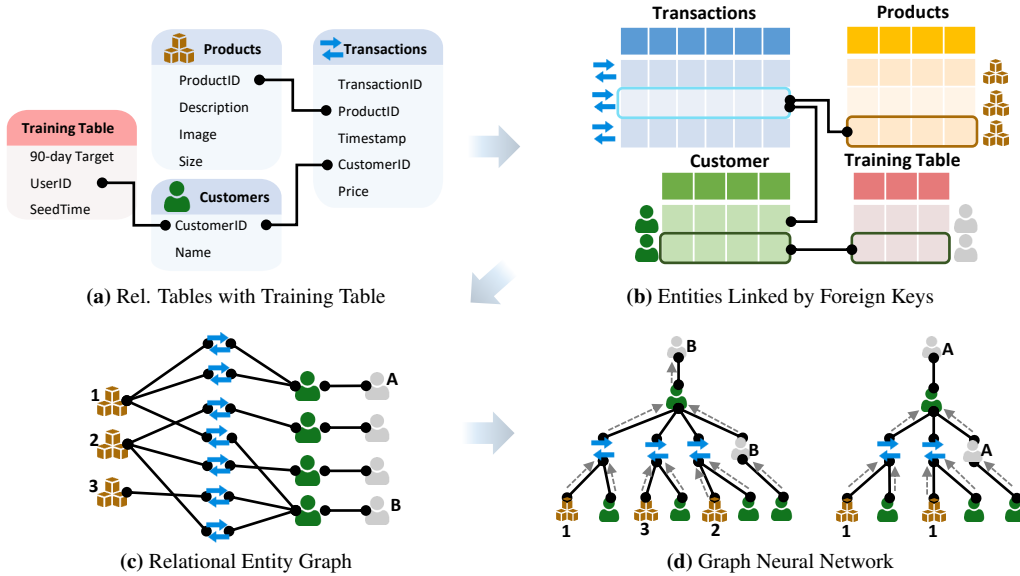 Products
ProductID
Description
Image
Size
Transactions
TransactionID
ProductID
Timestamp
CustomerID
Price
Training Table
90-day Target
UserID
SeedTime
Customers
CustomerID
Name
(a) Rel. Tables with Training Table
Transactions
Products
Customer
Training Table
(b) Entities Linked by Foreign Keys
1
2
3
A
B
(c) Relational Entity Graph
B
B
1
3
2
A
A
1
1
(d) Graph Neural Network